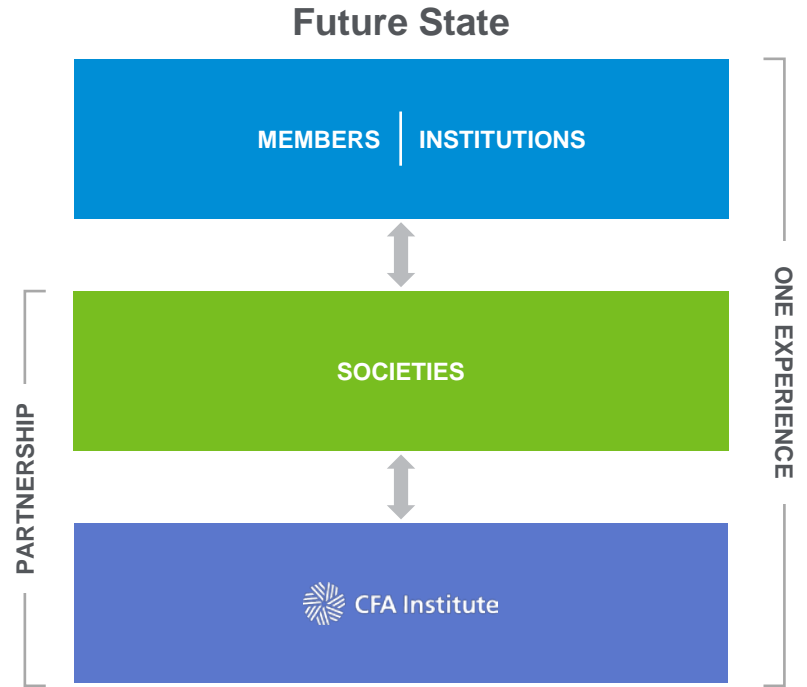 Future State
MEMBERS | INSTITUTIONS
SOCIETIES
CFA Institute
PARTNERSHIP
ONE EXPERIENCE